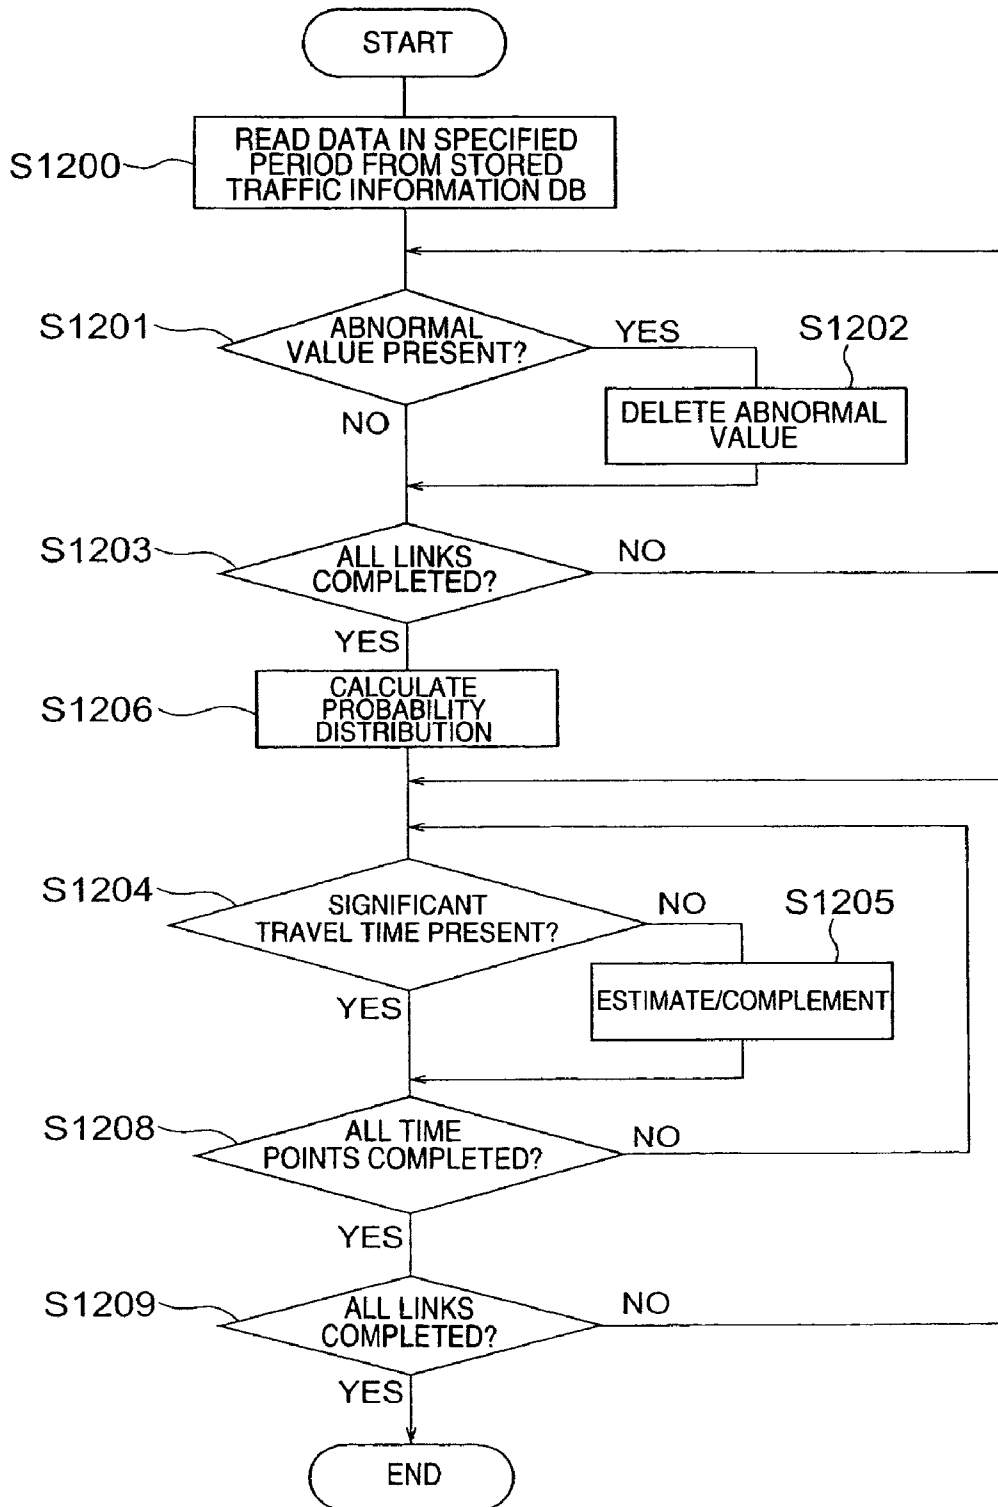 START
S1200
READ DATA IN SPECIFIED
PERIOD FROM STORED
TRAFFIC INFORMATION DB
S1201
ABNORMAL
VALUE PRESENT?
YES
S1202
DELETE ABNORMAL
VALUE
NO
S1203
ALL LINKS
COMPLETED?
NO
YES
S1206
CALCULATE
PROBABILITY
DISTRIBUTION
S1204
SIGNIFICANT
TRAVEL TIME PRESENT?
NO
S1205
ESTIMATE/COMPLEMENT
YES
S1208
ALL TIME
POINTS COMPLETED?
NO
YES
S1209
ALL LINKS
COMPLETED?
NO
YES
END